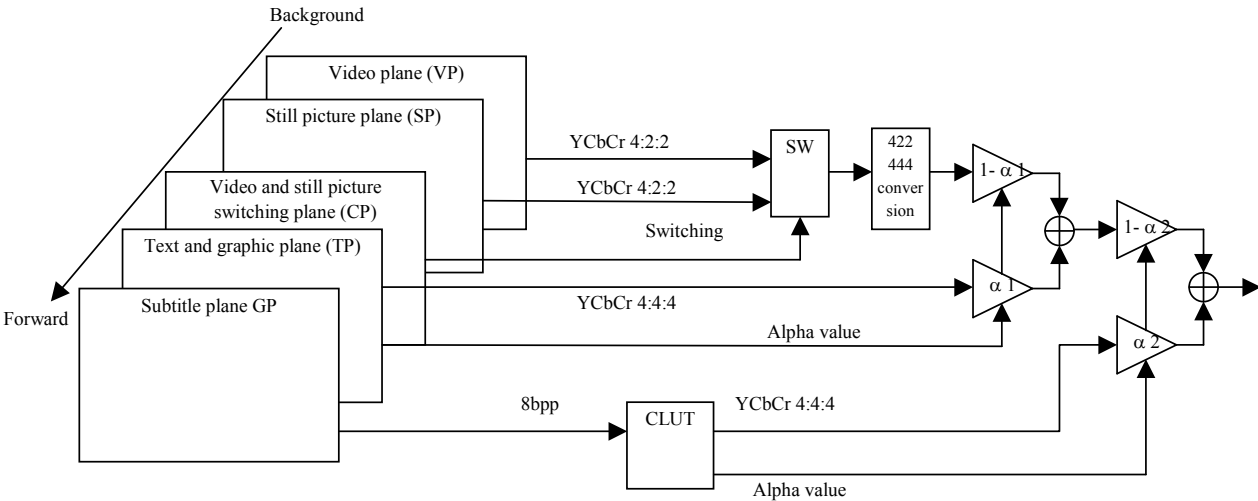 Background
Video plane (VP)
Still picture plane (SP)
Video and still picture
switching plane (CP)
Text and graphic plane (TP)
Subtitle plane GP
Forward
YCbCr 4:2:2
YCbCr 4:2:2
Switching
YCbCr 4:4:4
Alpha value
8bpp
CLUT
YCbCr 4:4:4
Alpha value
SW
422
444
conver
sion
1- α 1
α 1
1- α 2
α 2